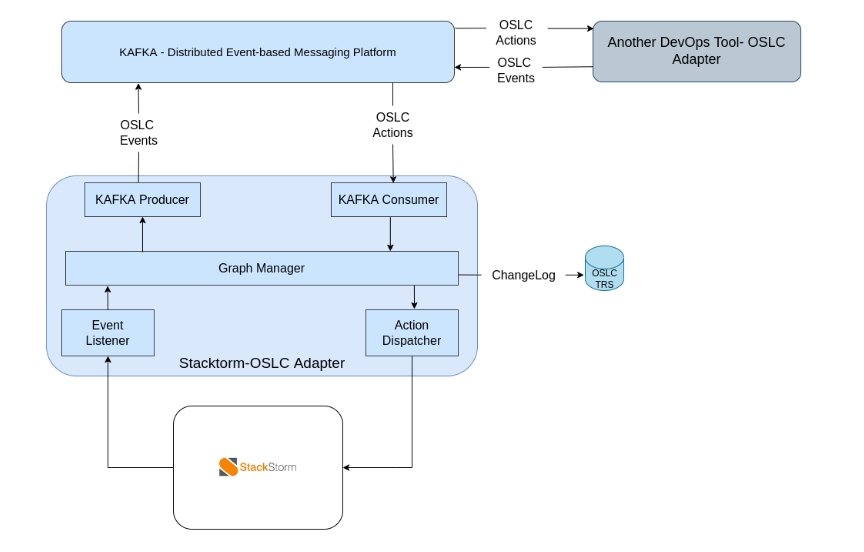 KAFKA - Distributed Event-based Messaging Platform
OSLC
Actions
OSLC
Events
Another DevOps Tool- OSLC
Adapter
OSLC
Events
OSLC
Actions
KAFKA Producer
KAFKA Consumer
Graph Manager
ChangeLog
OSLC
TRS
Event
Listener
Action
Dispatcher
Stacktorm-OSLC Adapter
StackStorm